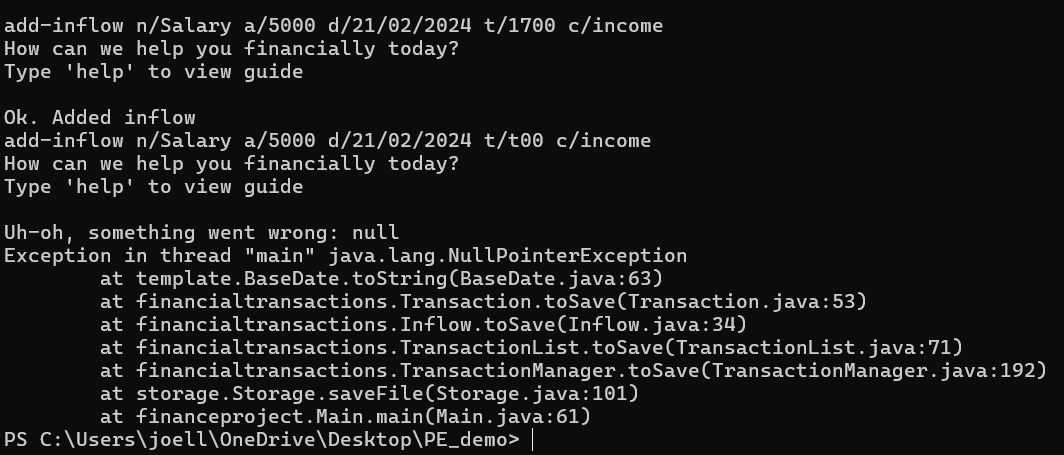 add-inflow n/Salary a/5000 d/21/02/2024 t/1700 c/income
How can we help you financially today?
Type 'help' to view guide

Ok. Added inflow
add-inflow n/Salary a/5000 d/21/02/2024 t/t00 c/income
How can we help you financially today?
Type 'help' to view guide

Uh-oh, something went wrong: null
Exception in thread "main" java.lang.NullPointerException
        at template.BaseDate.toString(BaseDate.java:63)
        at financialtransactions.Transaction.toSave(Transaction.java:53)
        at financialtransactions.Inflow.toSave(Inflow.java:34)
        at financialtransactions.TransactionList.toSave(TransactionList.java:71)
        at financialtransactions.TransactionManager.toSave(TransactionManager.java:192)
        at storage.Storage.saveFile(Storage.java:101)
        at financeproject.Main.main(Main.java:61)
PS C:\Users\joell\OneDrive\Desktop\PE_demo>